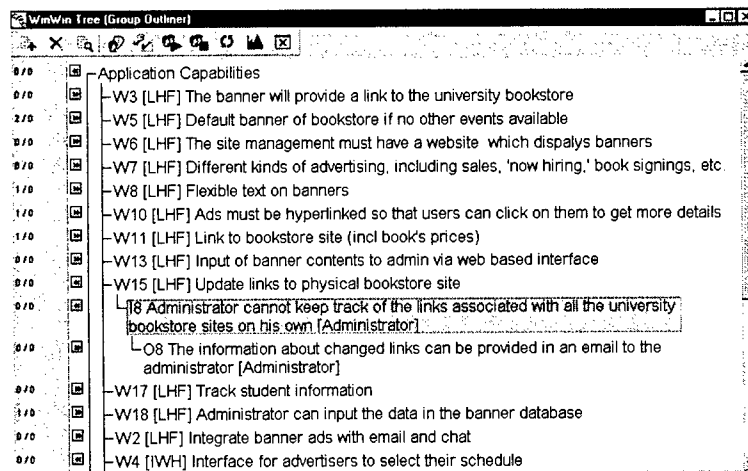 WinWin Tree (Group Outliner)
0/0 Application Capabilities
0/0 W3 [LHF] The banner will provide a link to the university bookstore
2/0 W5 [LHF] Default banner of bookstore if no other events available
0/0 W6 [LHF] The site management must have a website which dispalys banners
0/0 W7 [LHF] Different kinds of advertising, including sales, 'now hiring,' book signings, etc.
1/0 W8 [LHF] Flexible text on banners
1/0 W10 [LHF] Ads must be hyperlinked so that users can click on them to get more details
1/0 W11 [LHF] Link to bookstore site (incl book's prices)
0/0 W13 [LHF] Input of banner contents to admin via web based interface
0/0 W15 [LHF] Update links to physical bookstore site
0/0 I8 Administrator cannot keep track of the links associated with all the university
bookstore sites on his own [Administrator]
0/0 O8 The information about changed links can be provided in an email to the
administrator [Administrator]
0/0 W17 [LHF] Track student information
1/0 W18 [LHF] Administrator can input the data in the banner database
0/0 W2 [LHF] Integrate banner ads with email and chat
0/0 W4 [IWH] Interface for advertisers to select their schedule